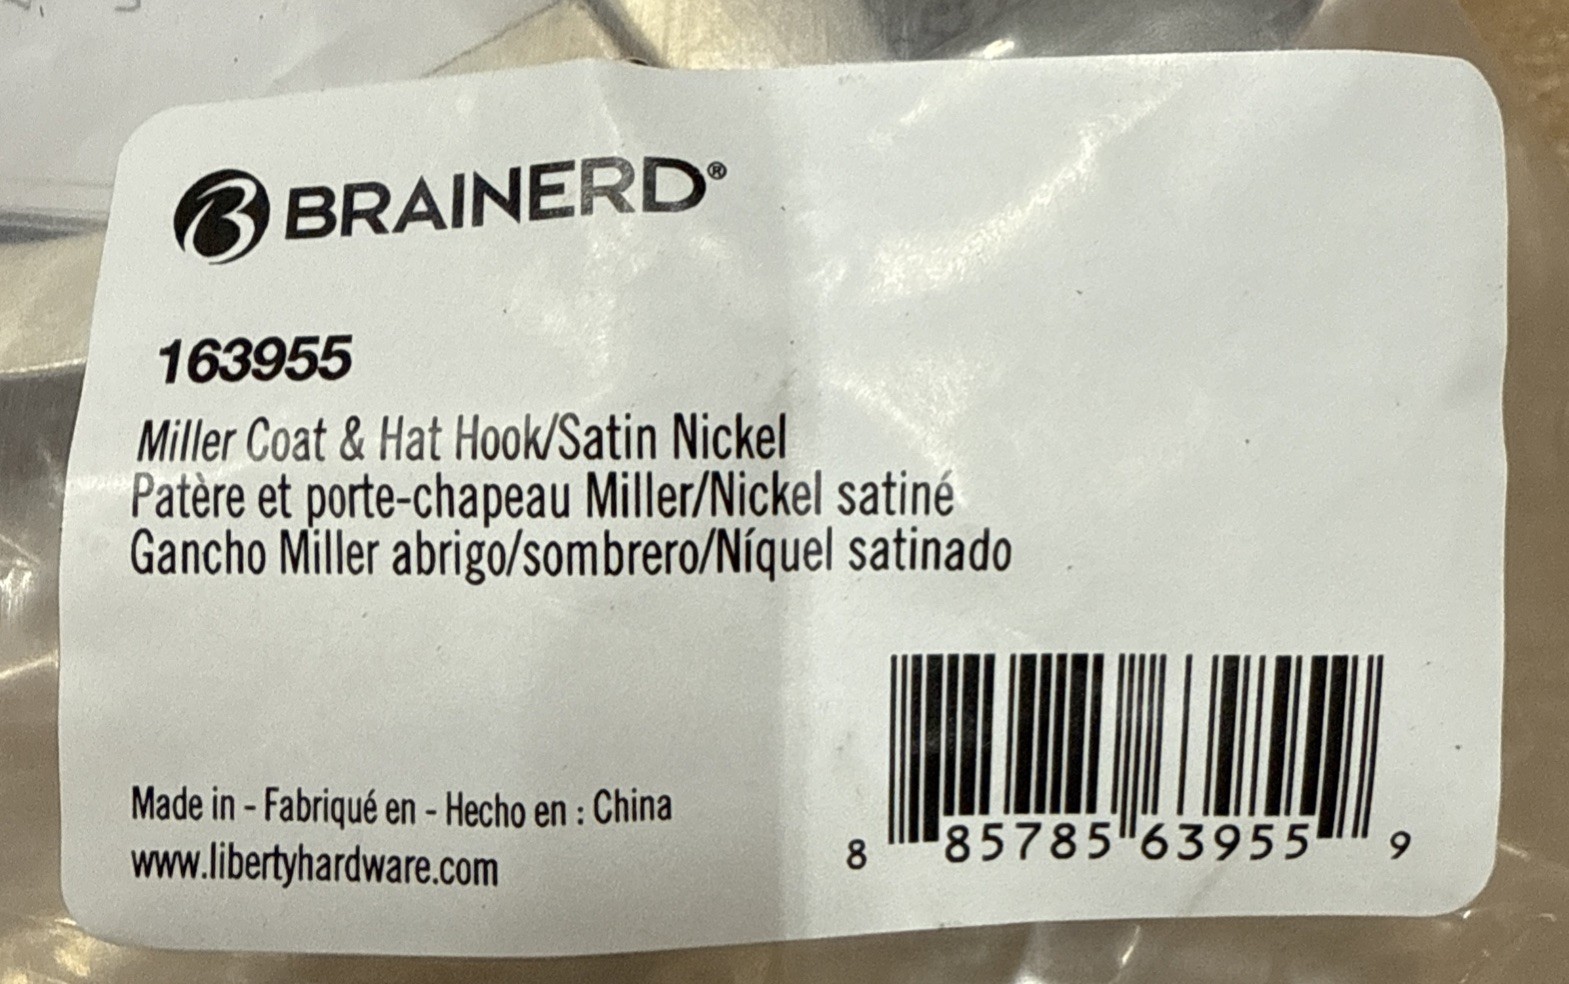 BRAINERD®
163955
Miller Coat & Hat Hook/Satin Nickel
Patère et porte-chapeau Miller/Nickel satiné
Gancho Miller abrigo/sombrero/Níquel satinado
Made in - Fabriqué en - Hecho en : China
www.libertyhardware.com
8 85785 63955 9